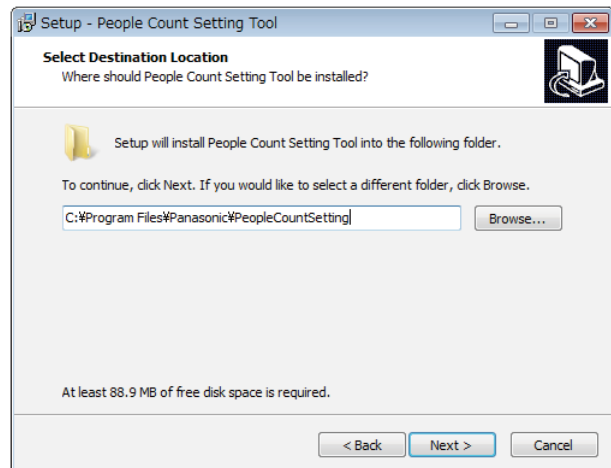 Setup - People Count Setting Tool
Select Destination Location
Where should People Count Setting Tool be installed?
Setup will install People Count Setting Tool into the following folder.
To continue, click Next. If you would like to select a different folder, click Browse.
C:¥Program Files¥Panasonic¥PeopleCountSetting
Browse...
At least 88.9 MB of free disk space is required.
< Back
Next >
Cancel